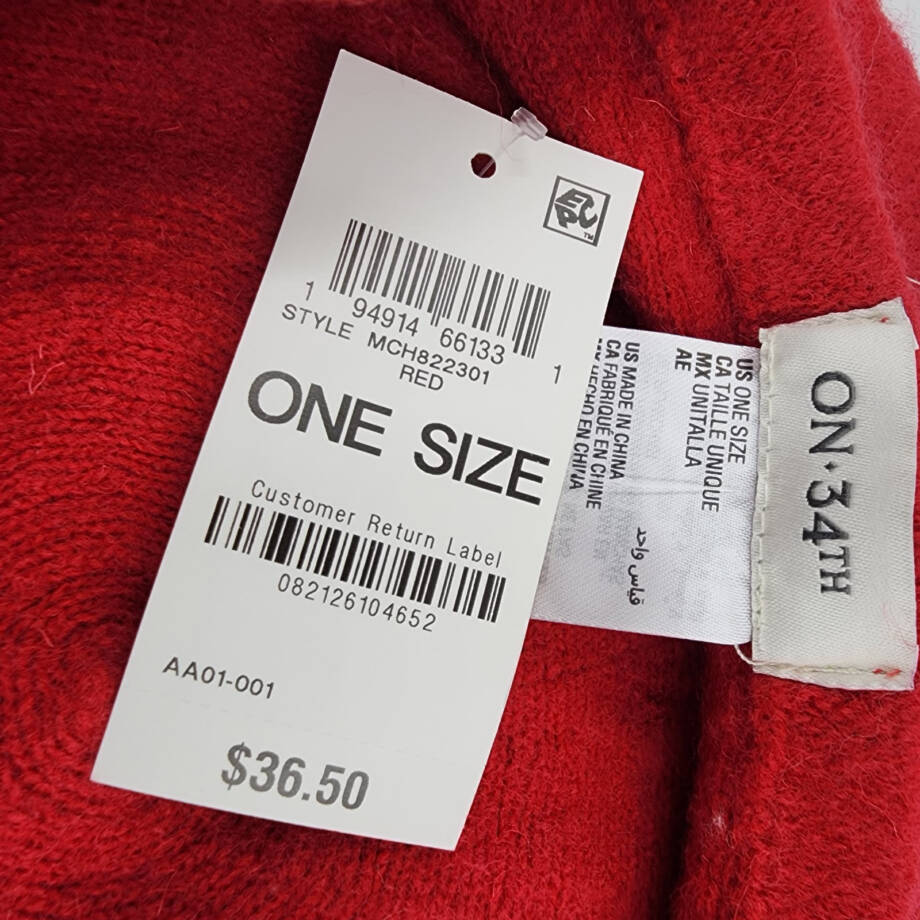 EPC
TM
1 94914 66133 1
STYLE MCH822301
RED
ONE SIZE
Customer Return Label
082126104652
AA01-001
$36.50
ON·34TH
US ONE SIZE
CA TAILLE UNIQUE
MX UNITALLA
AE
قياس واحد
US MADE IN CHINA
CA FABRIQUÉ EN CHINE
MX HECHO EN CHINA